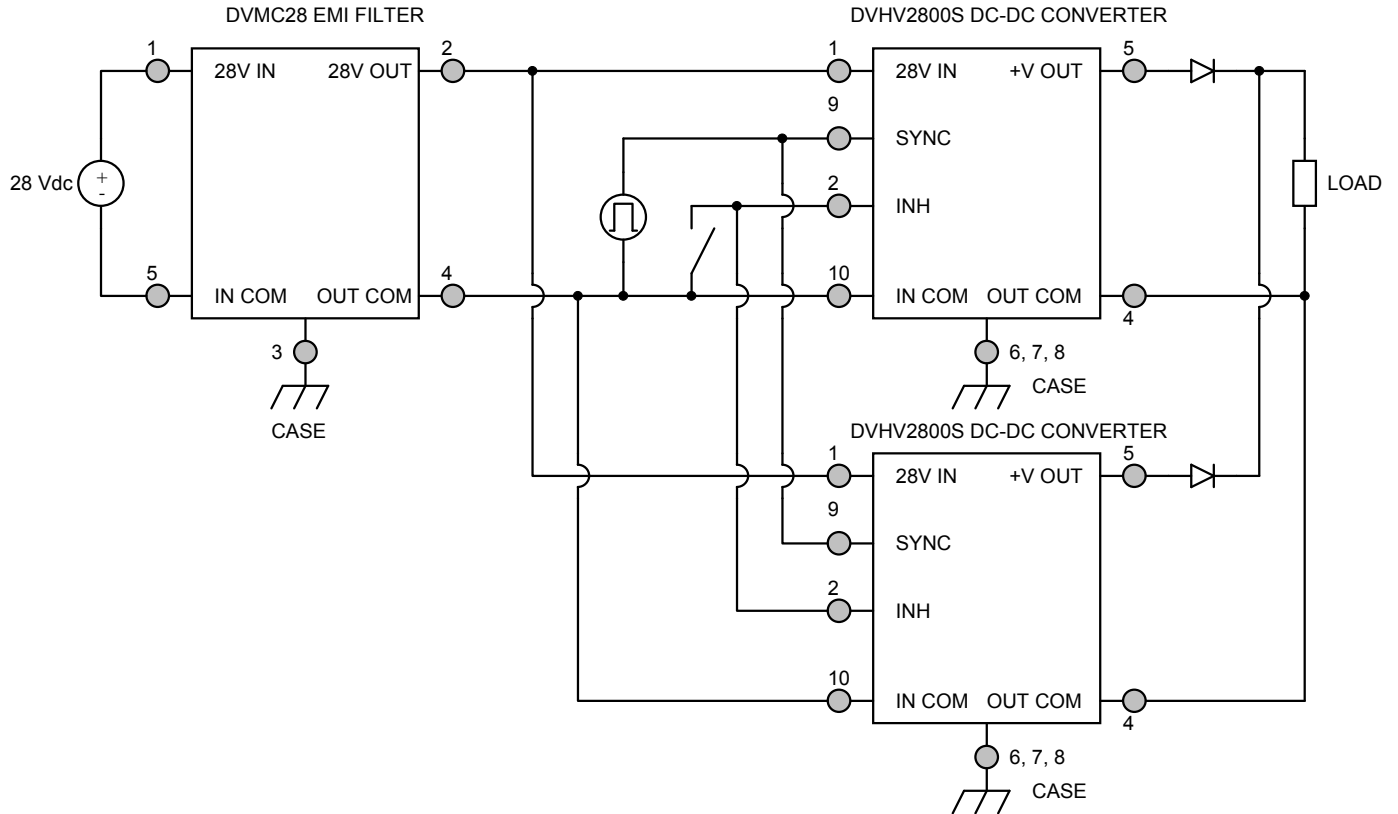 DVMC28 EMI FILTER
DVHV2800S DC-DC CONVERTER
1
28V IN
28V OUT
2
1
28V IN
+V OUT
5
9
SYNC
28 Vdc
+
-
2
INH
LOAD
5
IN COM
OUT COM
4
10
IN COM
OUT COM
4
3
CASE
6, 7, 8
CASE
DVHV2800S DC-DC CONVERTER
1
28V IN
+V OUT
5
9
SYNC
2
INH
10
IN COM
OUT COM
4
6, 7, 8
CASE